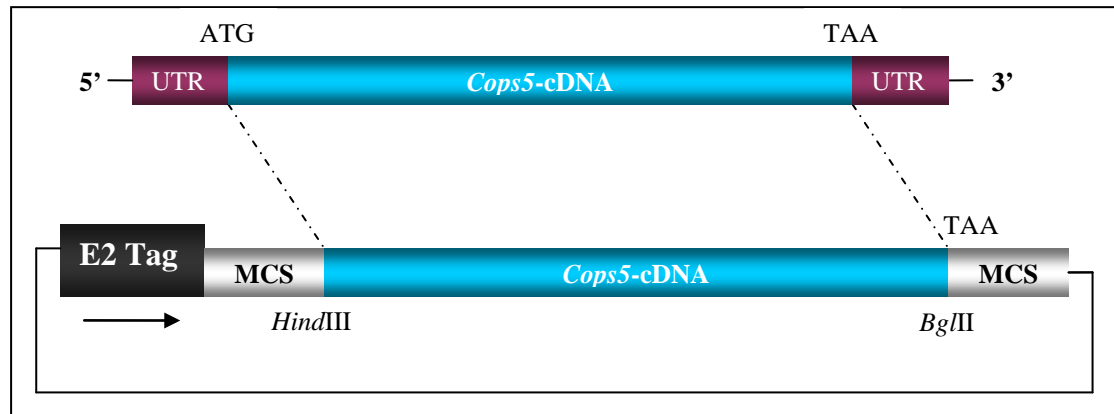 ATG TAA
5’ UTR Cops5-cDNA UTR 3’
TAA
E2 Tag
MCS Cops5-cDNA MCS
HindIII BglII